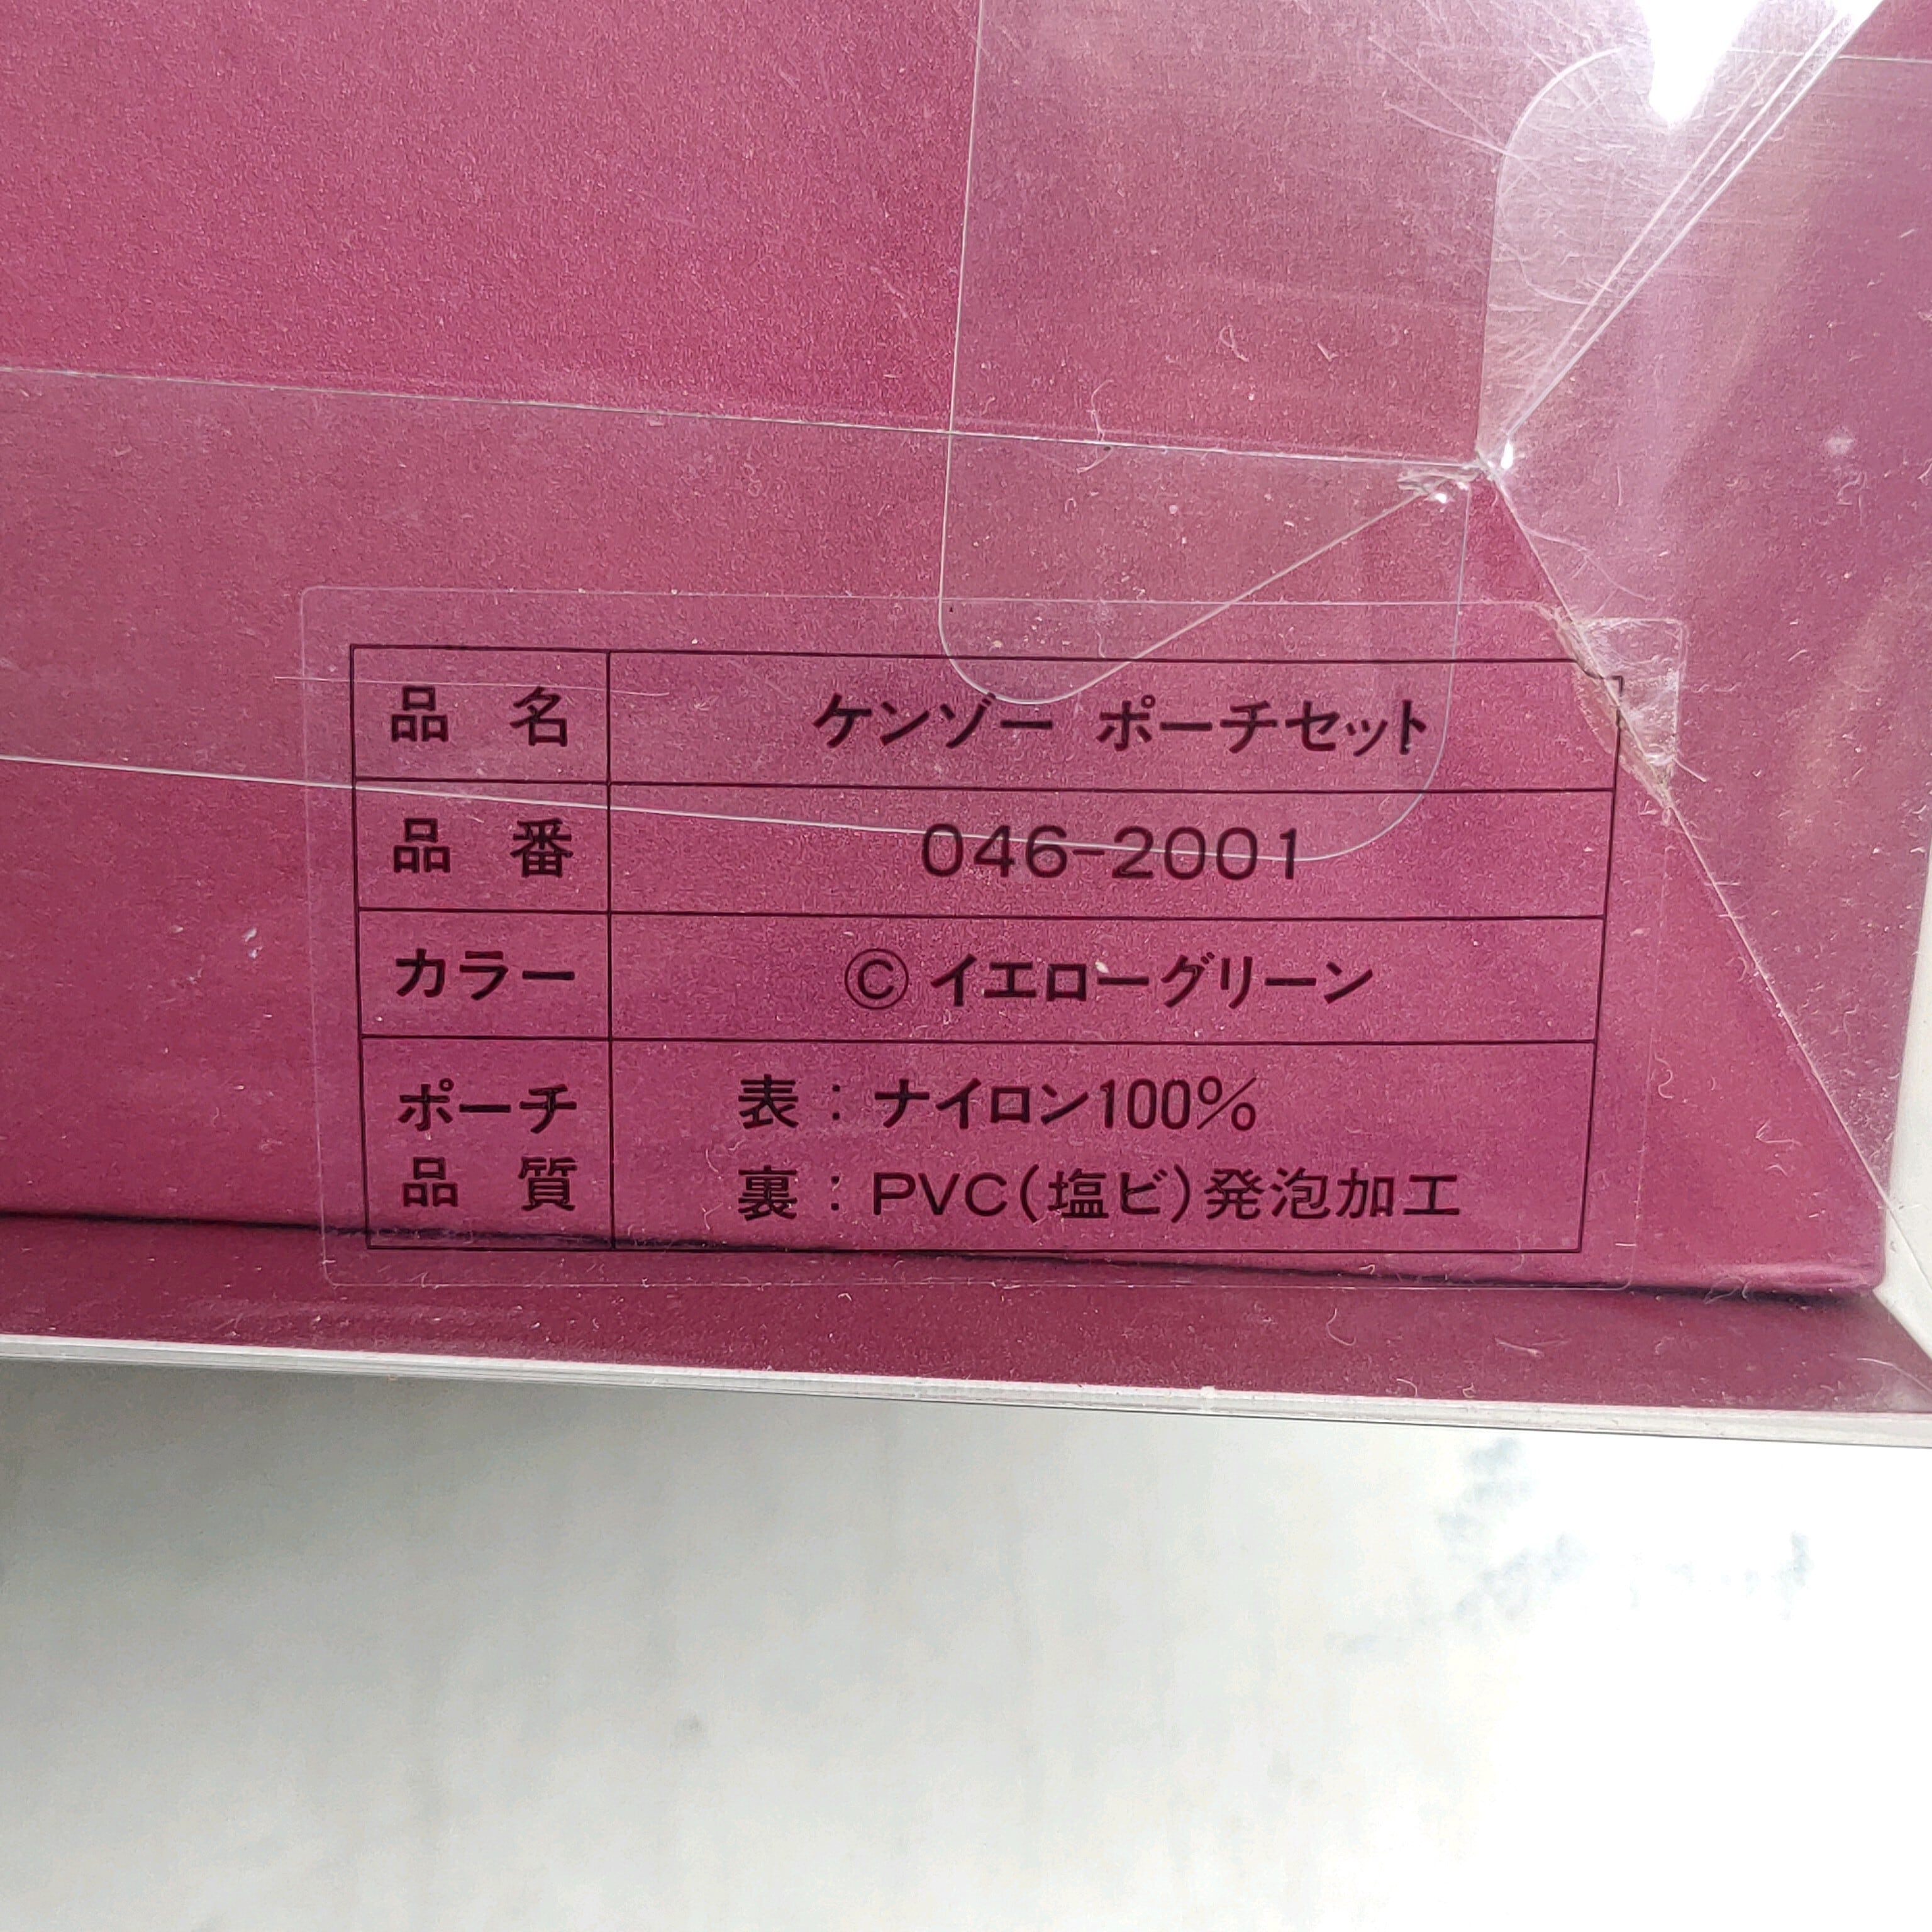 品名 ケンゾー ポーチセット
品番 046-2001
カラー Ⓒイエローグリーン
ポーチ 表：ナイロン100%
品質 裏：PVC(塩ビ)発泡加工